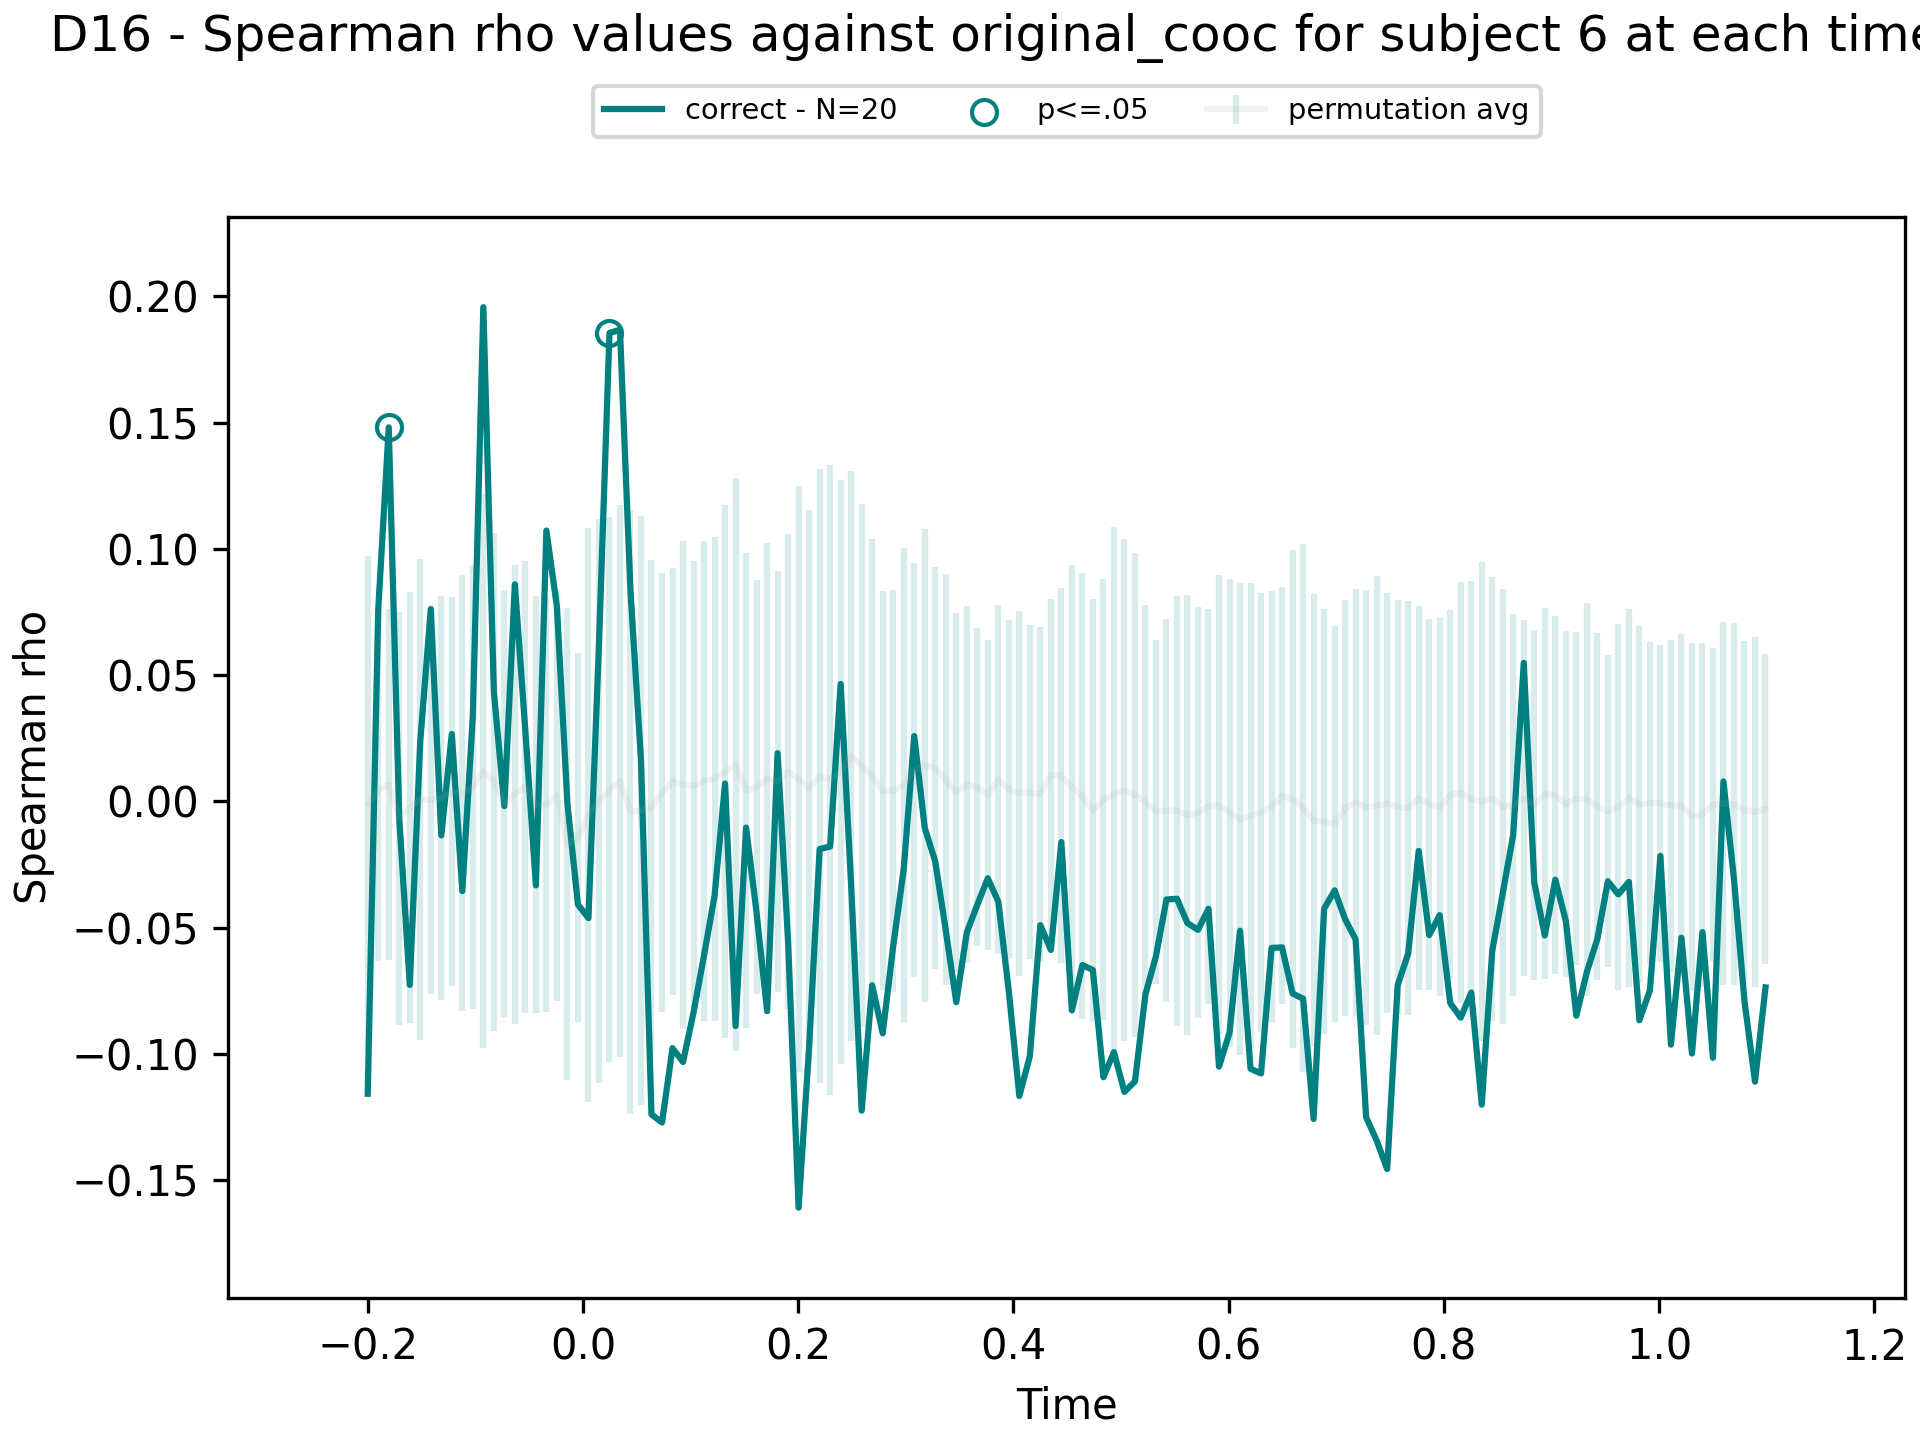 D16 - Spearman rho values against original_cooc for subject 6 at each time
correct - N=20 p<=.05 permutation avg
0.20
0.15
0.10
0.05
0.00
−0.05
−0.10
−0.15
Spearman rho
−0.2 0.0 0.2 0.4 0.6 0.8 1.0 1.2
Time